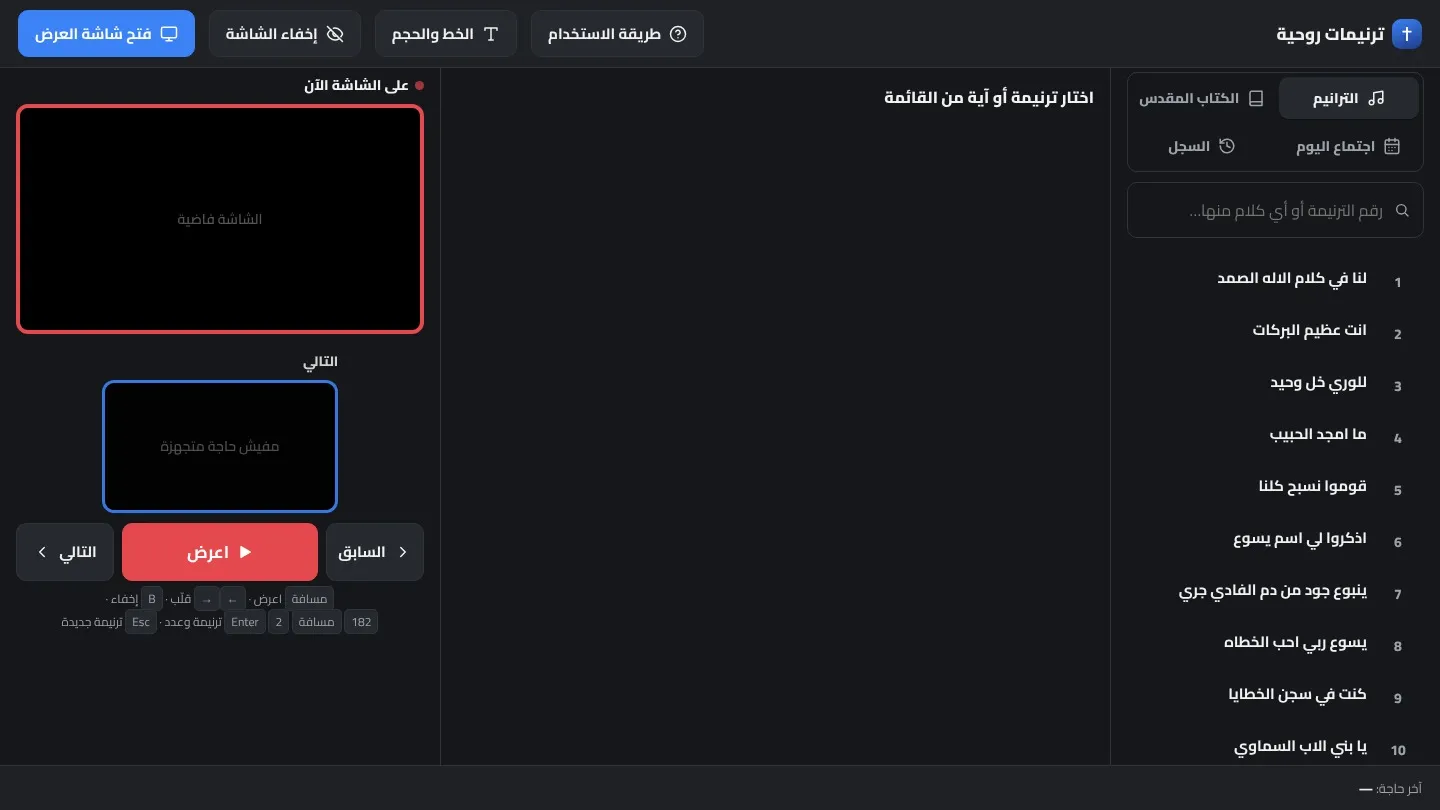 ترنيمات روحية
طريقة الاستخدام
الخط والحجم
إخفاء الشاشة
فتح شاشة العرض
الترانيم
الكتاب المقدس
اجتماع اليوم
السجل
رقم الترنيمة أو أي كلام منها...
1 لنا في كلام الاله الصمد
2 انت عظيم البركات
3 للوري خل وحيد
4 ما امجد الحبيب
5 قوموا نسبح كلنا
6 اذكروا لي اسم يسوع
7 ينبوع جود من دم الفادي جري
8 يسوع ربي احب الخطاه
9 كنت في سجن الخطايا
10 يا بني الاب السماوي
اختار ترنيمة أو آية من القائمة
على الشاشة الآن
الشاشة فاضية
التالي
مفيش حاجة متجهزة
السابق
اعرض
التالي
مسافة اعرض · ← → قلّب · B إخفاء ·
182 مسافة 2 Enter ترنيمة وعدد · Esc ترنيمة جديدة
آخر حاجة: —